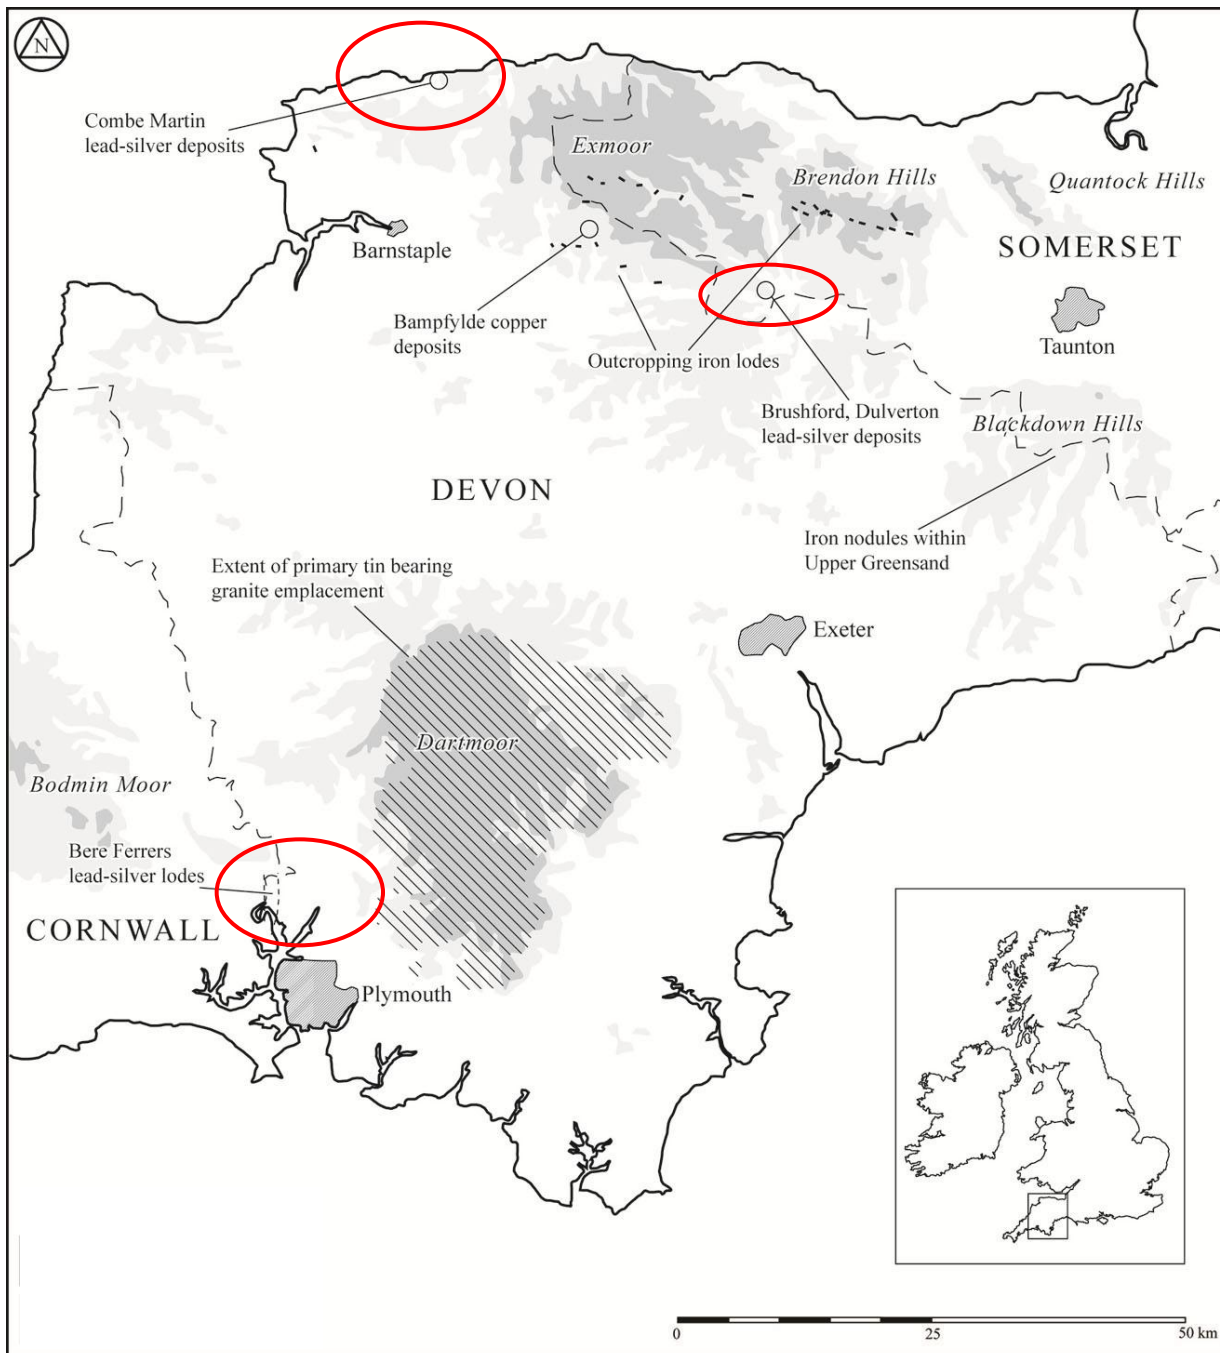 N
Combe Martin
lead-silver deposits
Exmoor
Brendon Hills
Quantock Hills
SOMERSET
Barnstaple
Bampfylde copper
deposits
Outcropping iron lodes
Taunton
Brushford, Dulverton
lead-silver deposits
Blackdown Hills
DEVON
Iron nodules within
Upper Greensand
Extent of primary tin bearing
granite emplacement
Exeter
Dartmoor
Bodmin Moor
Bere Ferrers
lead-silver lodes
CORNWALL
Plymouth
0
25
50 km